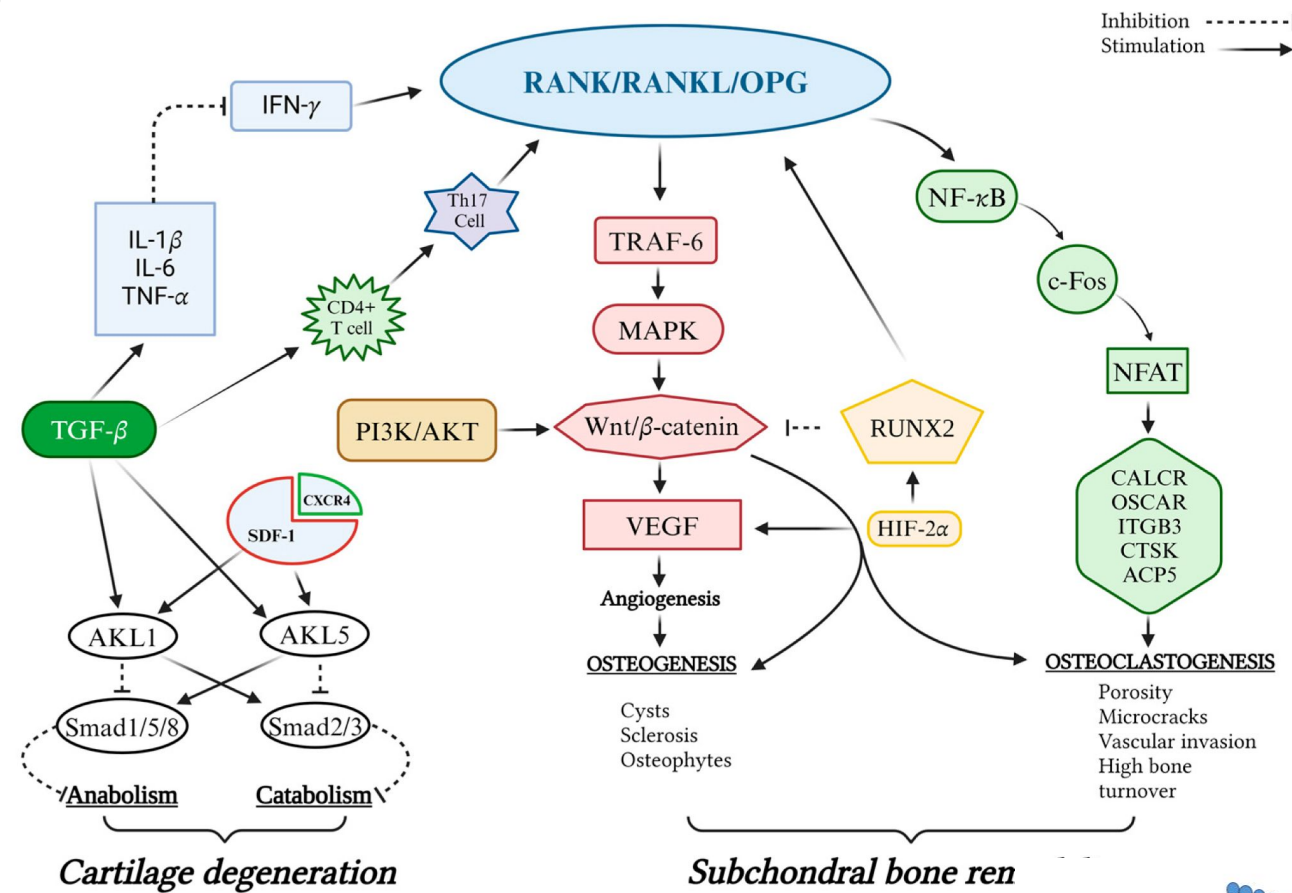 Inhibition
Stimulation
RANK/RANKL/OPG
IFN-γ
Th17
Cell
NF-κB
IL-1β
IL-6
TNF-α
TRAF-6
c-Fos
CD4+
T cell
MAPK
NFAT
TGF-β
PI3K/AKT
Wnt/β-catenin
RUNX2
CALCR
OSCAR
ITGB3
CTSK
ACP5
CXCR4
SDF-1
VEGF
HIF-2α
Angiogenesis
AKL1
AKL5
OSTEOGENESIS
OSTEOCLASTOGENESIS
Smad1/5/8
Smad2/3
Cysts
Sclerosis
Osteophytes
Porosity
Microcracks
Vascular invasion
High bone
turnover
Anabolism
Catabolism
Cartilage degeneration
Subchondral bone